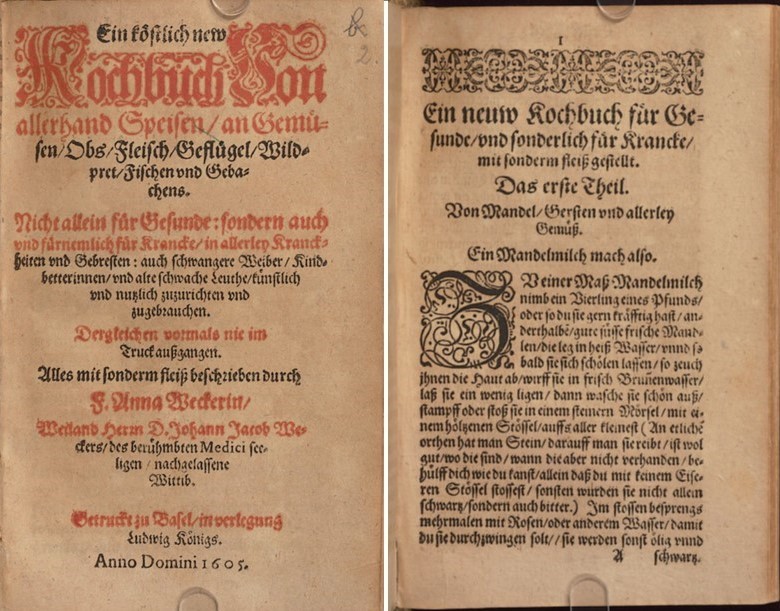 Ein köstlich new
Kochbuch Von
allerhand Speisen / an Gemü-
sen / Obs / Fleisch / Geflügel / Wild-
pret / Fischen vnd Geba-
chens.
Nicht allein für Gesunde: sondern auch
vnd fürnemlich für Krancke / in allerley Kranck-
heiten vnd Gebresten: auch schwangere Weiber / Kind-
betterinnen / vnd alte schwache Leuthe / künstlich
vnd nutzlich zuzurichten vnd
zugebrauchen.
Dergleichen vormals nie im
Truck außgangen.
Alles mit sonderm fleiß beschrieben durch
F. Anna Weckerin /
Weiland Herrn D. Johann Jacob We-
ckers / des berühmbten Medici see-
ligen / nachgelassene
Wittib.
Getruckt zu Basel / in verlegung
Ludwig Königs.
Anno Domini 1605.
1
Ein neuw Kochbuch für Ge-
sunde / vnd sonderlich für Krancke /
mit sonderm fleiß gestellt.
Das erste Theil.
Von Mandel / Gersten vnd allerley
Gemüß.
Ein Mandelmilch mach also.
ZV einer Maß Mandelmilch
nimb ein Vierling eines Pfunds /
oder so du sie gern kräfftig hast / an-
derthalbē / gute süsse frische Mand-
len / die leg in heiß Wasser / vnnd so
bald sie sich schölen lassen / so zeuch
jhnen die Haut ab / wirff sie in frisch Bruñenwasser /
laß sie ein wenig ligen / dann wasche sie schön auß /
stampff oder stoß sie in einem steinern Mörsel / mit ei-
nem höltzenen Stössel / auffs aller kleinest (An etlichē
orthen hat man Stein / darauff man sie reibt / ist wol
gut / wo die sind / wann die aber nicht verhanden / be-
hülff dich wie du kanst / allein daß du mit keinem Eise-
ren Stössel stossest / sonsten wurden sie nicht allein
schwartz / sondern auch bitter.) Im stossen besprengs
mehrmalen mit Rosen / oder anderem Wasser / damit
du sie durchzwingen solt / / sie werden sonst ölig vnnd
A schwartz.